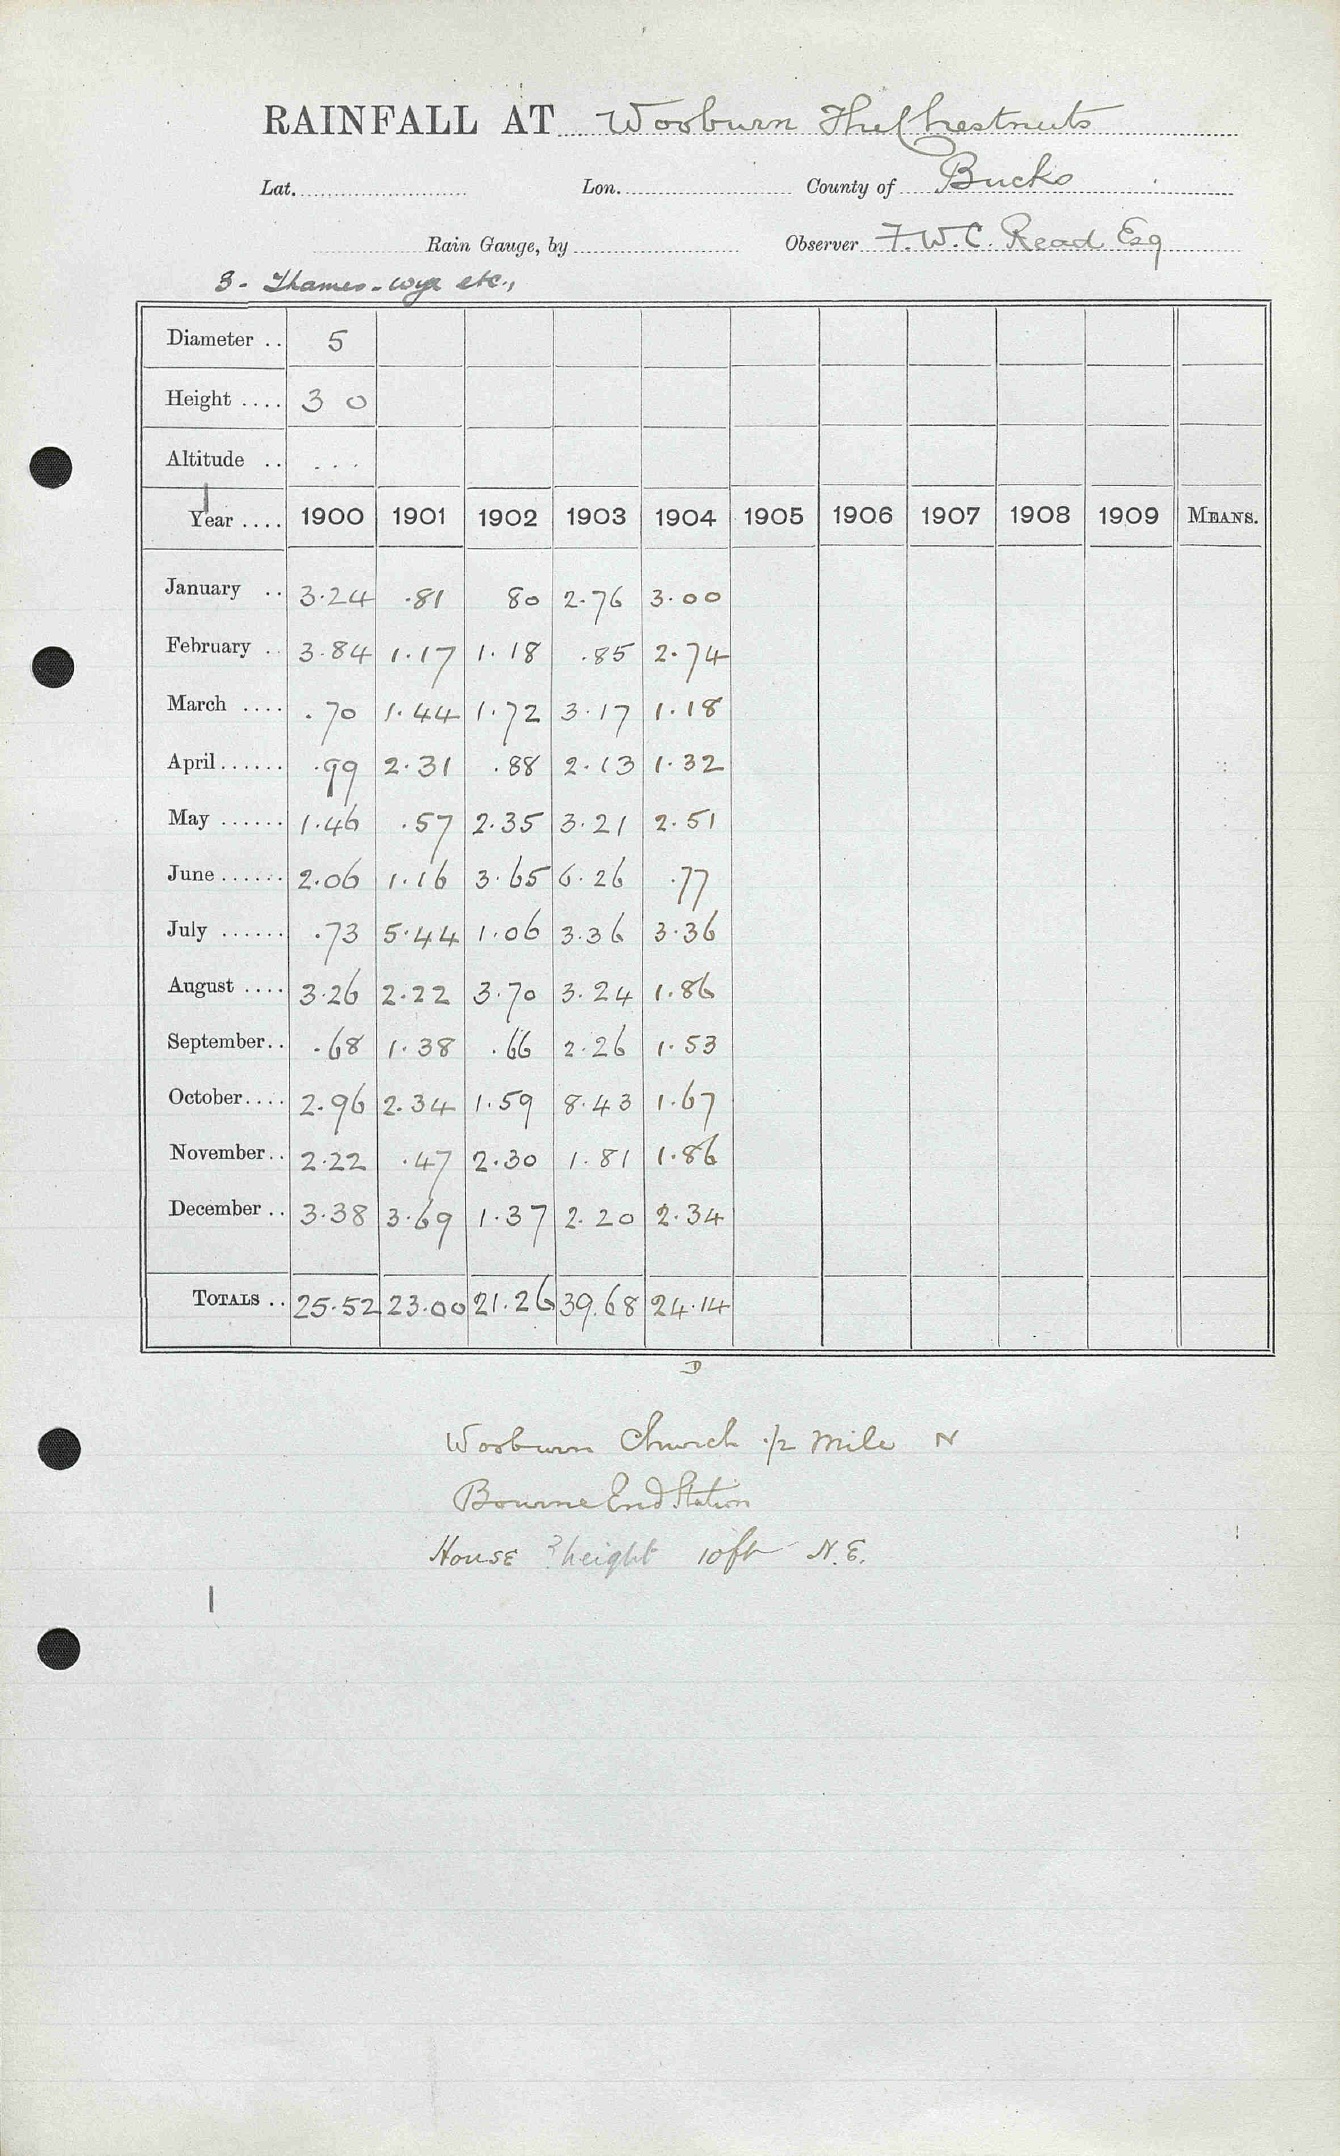 RAINFALL AT Wooburn The Chestnuts
Lat. Lon. County of Bucks
Rain Gauge, by Observer F. W. C. Read Esq
3 - Thames - Wye etc.,
Diameter .. 5
Height .... 3 0
Altitude .. ...
Year .... 1900 1901 1902 1903 1904 1905 1906 1907 1908 1909 MEANS.
January .. 3.24 .81 80 2.76 3.00
February .. 3.84 1.17 1.18 .85 2.74
March .... .70 1.44 1.72 3.17 1.18
April ...... .99 2.31 .88 2.13 1.32
May ...... 1.46 .57 2.35 3.21 2.51
June ...... 2.06 1.16 3.65 6.26 .77
July ...... .73 5.44 1.06 3.36 3.36
August .... 3.26 2.22 3.70 3.24 1.86
September .. .68 1.38 .66 2.26 1.53
October .... 2.96 2.34 1.59 8.43 1.67
November .. 2.22 .47 2.30 1.81 1.86
December .. 3.38 3.69 1.37 2.20 2.34
TOTALS .. 25.52 23.00 21.26 39.68 24.14
D
Wooburn Church 1/2 Mile N
Bourne End Station
House ? height 10ft N.E.